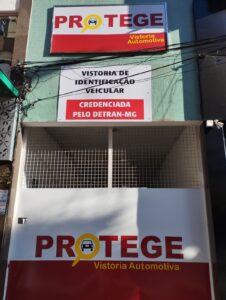 PROTEGE
Vistoria
Automotiva
VISTORIA DE
IDENTIFICAÇÃO
VEICULAR
CREDENCIADA
PELO DETRAN-MG
PROTEGE
Vistoria Automotiva